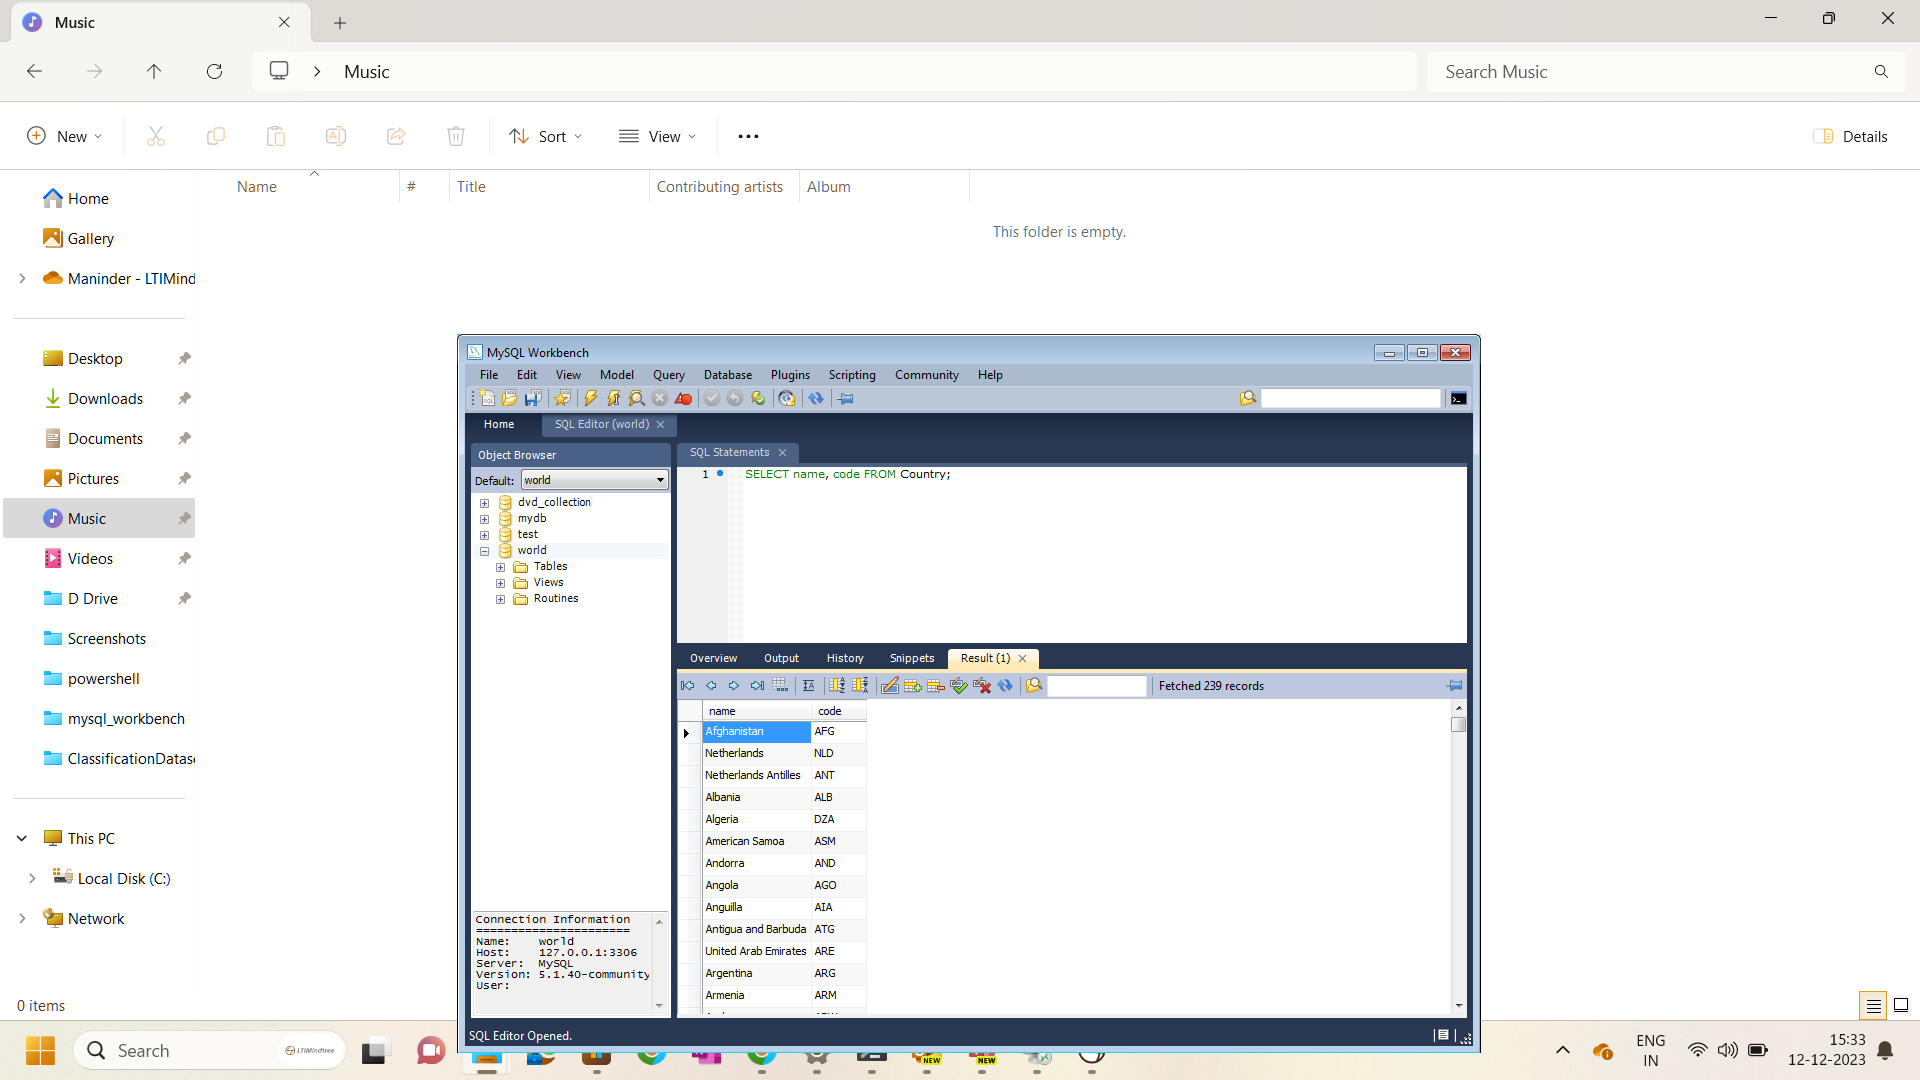 Music
Music
Search Music
New
Sort
View
Details
Name
#
Title
Contributing artists
Album
This folder is empty.
Home
Gallery
Maninder - LTIMind
Desktop
Downloads
Documents
Pictures
Music
Videos
D Drive
Screenshots
powershell
mysql_workbench
ClassificationDatas
This PC
Local Disk (C:)
Network
0 items
MySQL Workbench
File Edit View Model Query Database Plugins Scripting Community Help
Home
SQL Editor (world)
Object Browser
Default: world
dvd_collection
mydb
test
world
Tables
Views
Routines
Connection Information
======================
Name: world
Host: 127.0.0.1:3306
Server: MySQL
Version: 5.1.40-community
User:
SQL Statements
1 SELECT name, code FROM Country;
Overview Output History Snippets Result (1)
Fetched 239 records
name code
Afghanistan AFG
Netherlands NLD
Netherlands Antilles ANT
Albania ALB
Algeria DZA
American Samoa ASM
Andorra AND
Angola AGO
Anguilla AIA
Antigua and Barbuda ATG
United Arab Emirates ARE
Argentina ARG
Armenia ARM
SQL Editor Opened.
Search
LTIMindtree
NEW
NEW
ENG
IN
15:33
12-12-2023